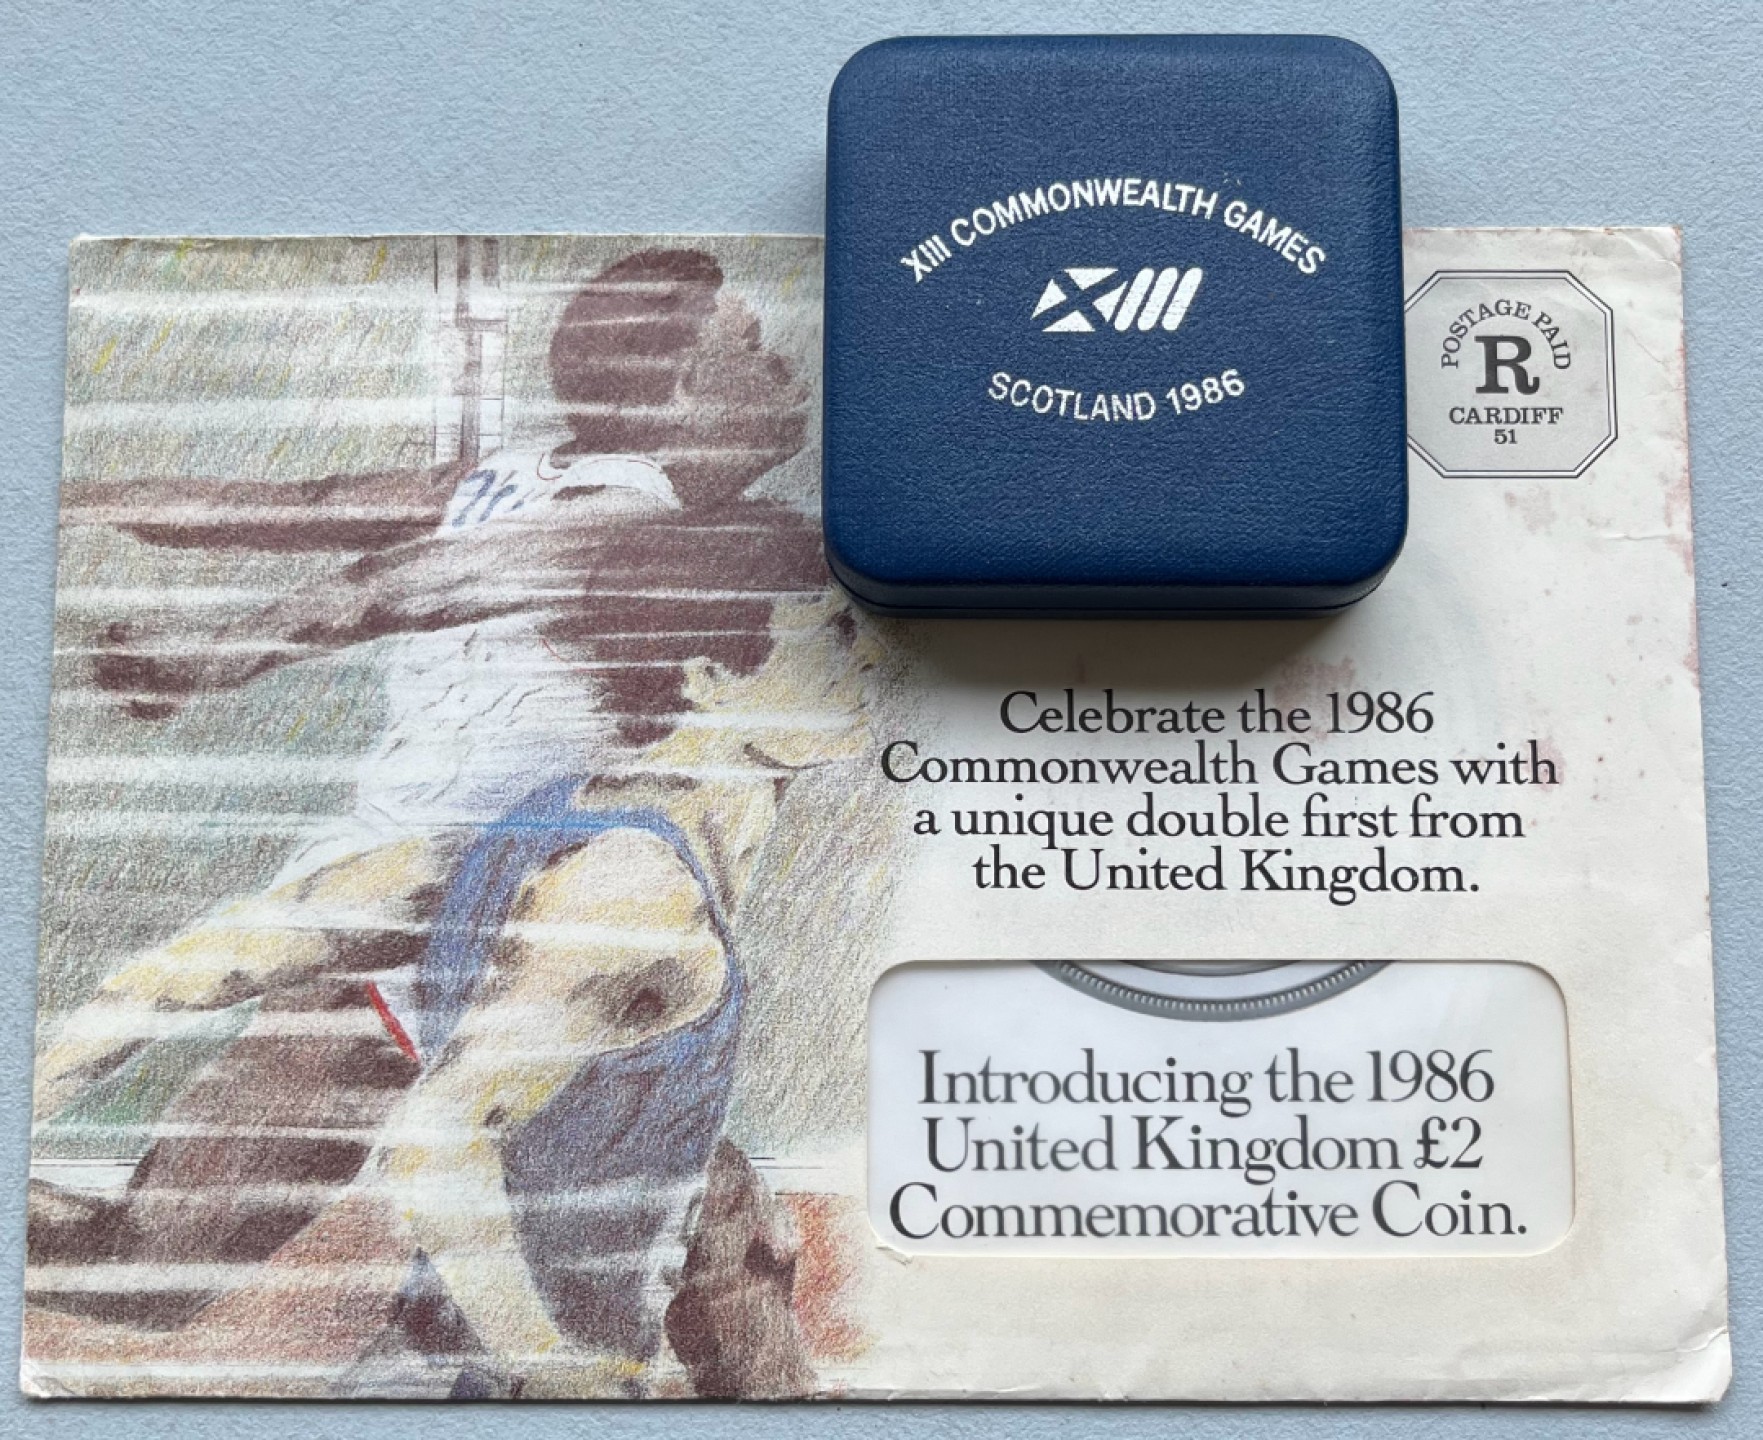 XIII COMMONWEALTH GAMES
XIII
SCOTLAND 1986
POSTAGE PAID
R
CARDIFF
51
Celebrate the 1986
Commonwealth Games with
a unique double first from
the United Kingdom.
Introducing the 1986
United Kingdom £2
Commemorative Coin.